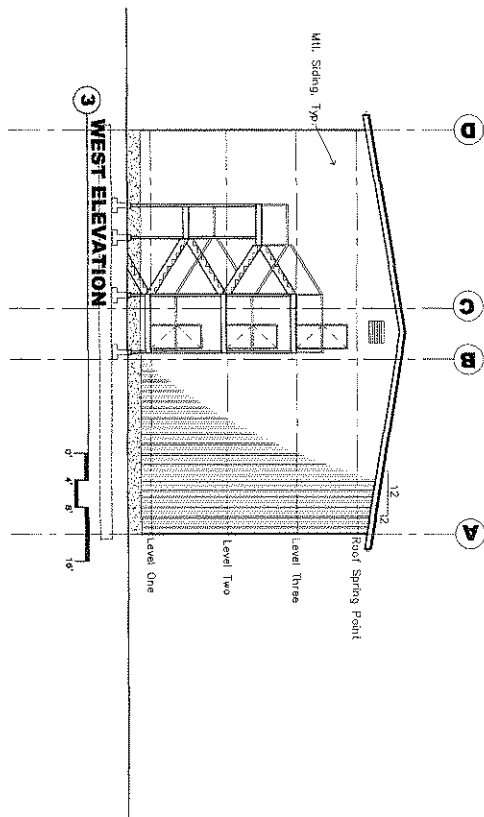 D
C
B
A
Mtl. Siding, Typ.
12
12
Roof Spring Point
Level Three
Level Two
Level One
3
WEST ELEVATION
0'
4'
8'
16'